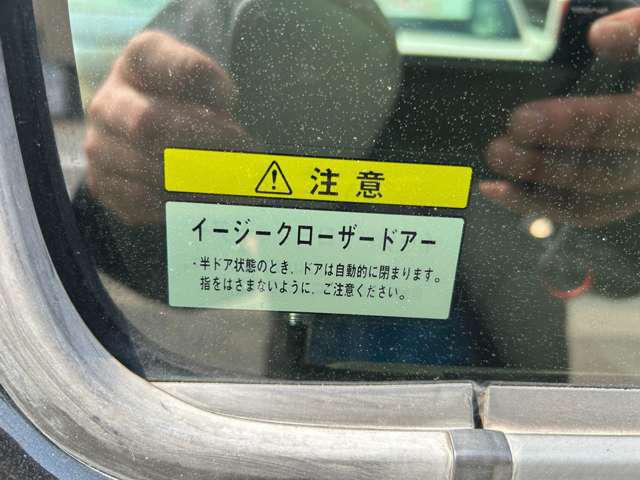 注意
イージークローザードアー
・半ドア状態のとき、ドアは自動的に閉まります。
指をはさまないように、ご注意ください。